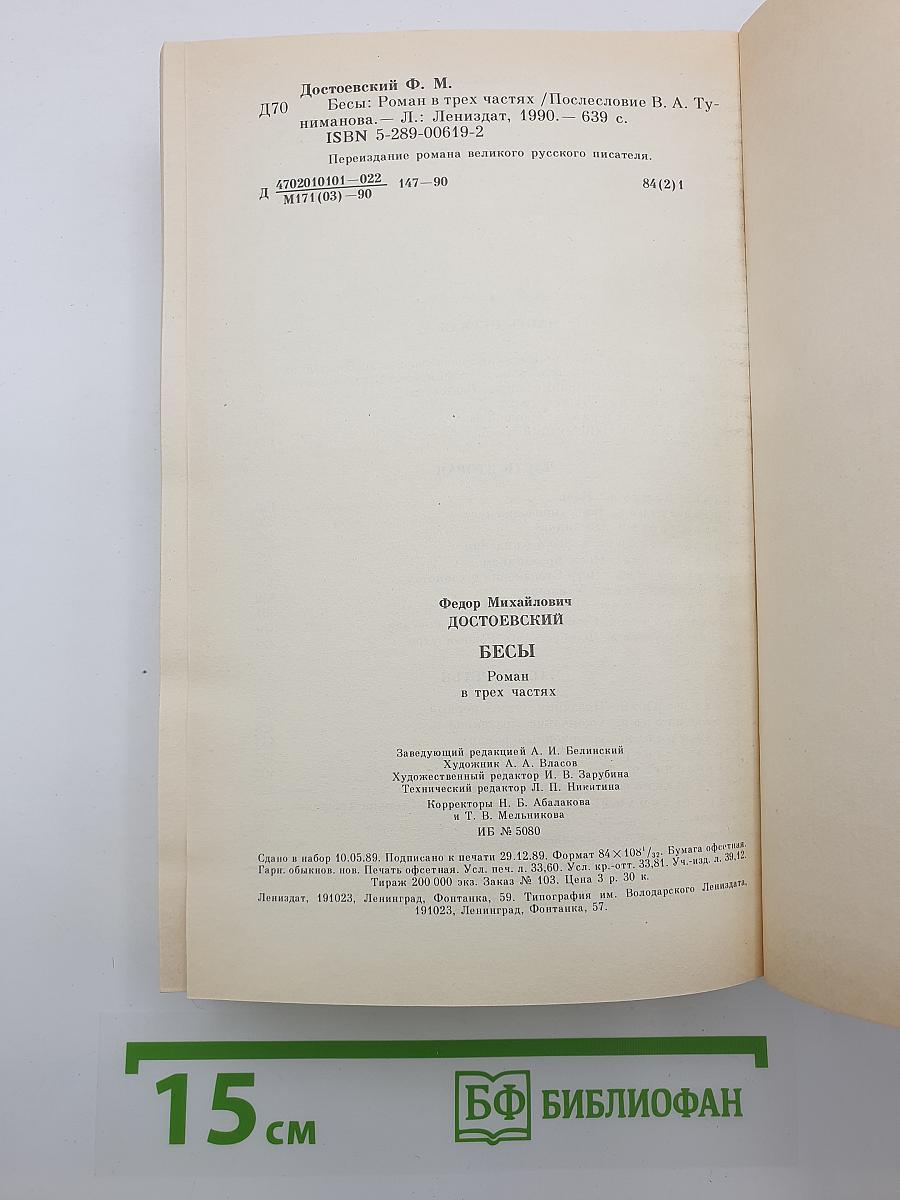 Достоевский Ф. М.
Д70 Бесы: Роман в трех частях /Послесловие В. А. Ту-
ниманова.— Л.: Лениздат, 1990.— 639 с.
ISBN 5-289-00619-2
Переиздание романа великого русского писателя.
Д 4702010101—022 147—90 84(2)1
М171(03)—90
Федор Михайлович
ДОСТОЕВСКИЙ
БЕСЫ
Роман
в трех частях
Заведующий редакцией А. И. Белинский
Художник А. А. Власов
Художественный редактор И. В. Зарубина
Технический редактор Л. П. Никитина
Корректоры Н. Б. Абалакова
и Т. В. Мельникова
ИБ № 5080
Сдано в набор 10.05.89. Подписано к печати 29.12.89. Формат 84×108¹/₃₂. Бумага офсетная.
Гарн. обыкнов. нов. Печать офсетная. Усл. печ. л. 33,60. Усл. кр.-отт. 33,81. Уч.-изд. л. 39,12.
Тираж 200 000 экз. Заказ № 103. Цена 3 р. 30 к.
Лениздат, 191023, Ленинград, Фонтанка, 59. Типография им. Володарского Лениздата,
191023, Ленинград, Фонтанка, 57.
15 см БФ БИБЛИОФАН